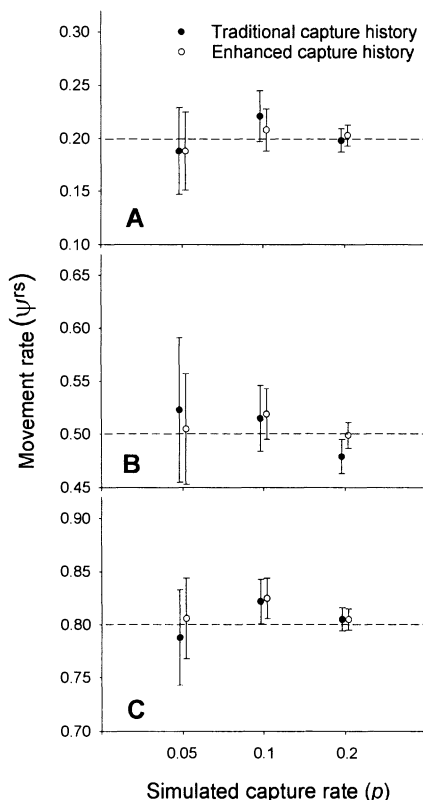 Traditional capture history
Enhanced capture history
0.30
0.25
0.20
0.15
0.10
A
0.65
0.60
0.55
0.50
0.45
B
0.90
0.85
0.80
0.75
0.70
C
Movement rate (ψrs)
0.05 0.1 0.2
Simulated capture rate (p)